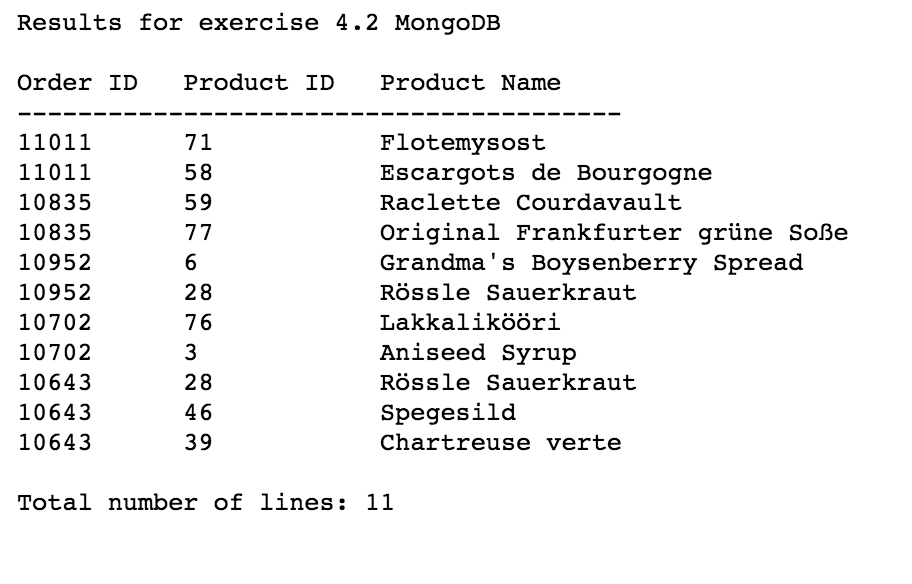 Results for exercise 4.2 MongoDB
Order ID   Product ID   Product Name
----------------------------------------
11011      71           Flotemysost
11011      58           Escargots de Bourgogne
10835      59           Raclette Courdavault
10835      77           Original Frankfurter grüne Soße
10952      6            Grandma's Boysenberry Spread
10952      28           Rössle Sauerkraut
10702      76           Lakkalikööri
10702      3            Aniseed Syrup
10643      28           Rössle Sauerkraut
10643      46           Spegesild
10643      39           Chartreuse verte
Total number of lines: 11